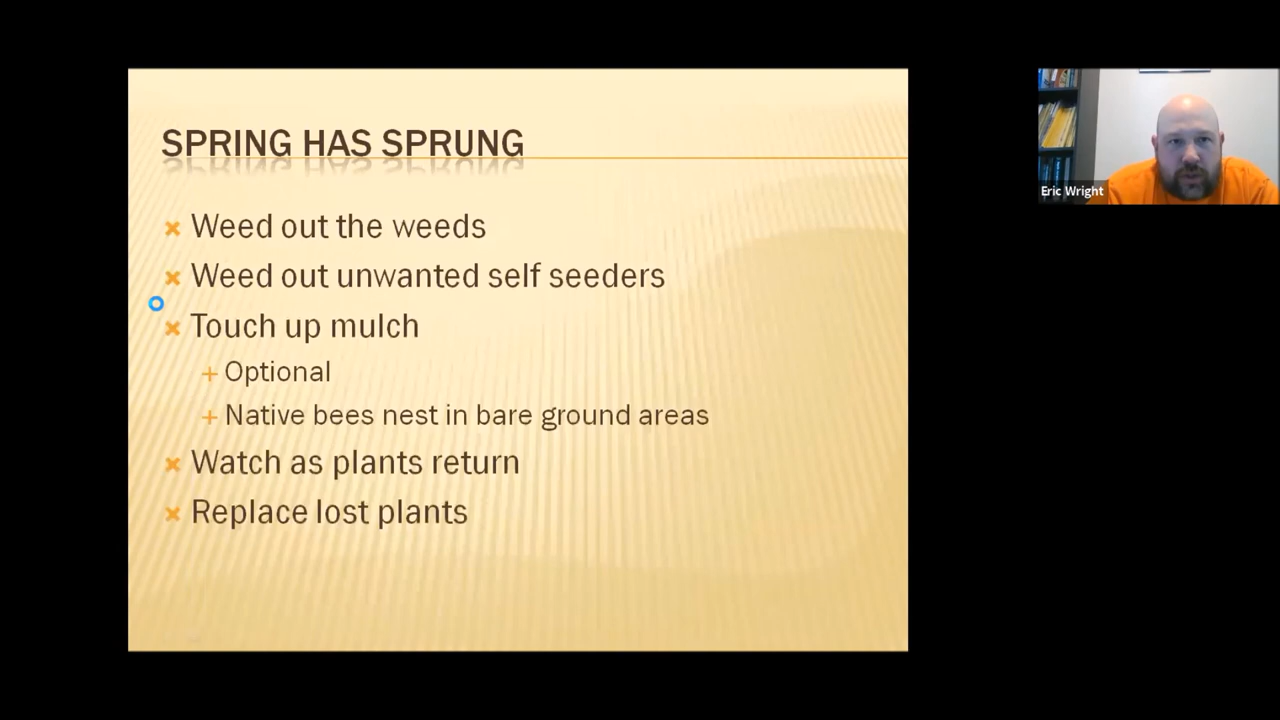 SPRING HAS SPRUNG
Weed out the weeds
Weed out unwanted self seeders
Touch up mulch
Optional
Native bees nest in bare ground areas
Watch as plants return
Replace lost plants
Eric Wright